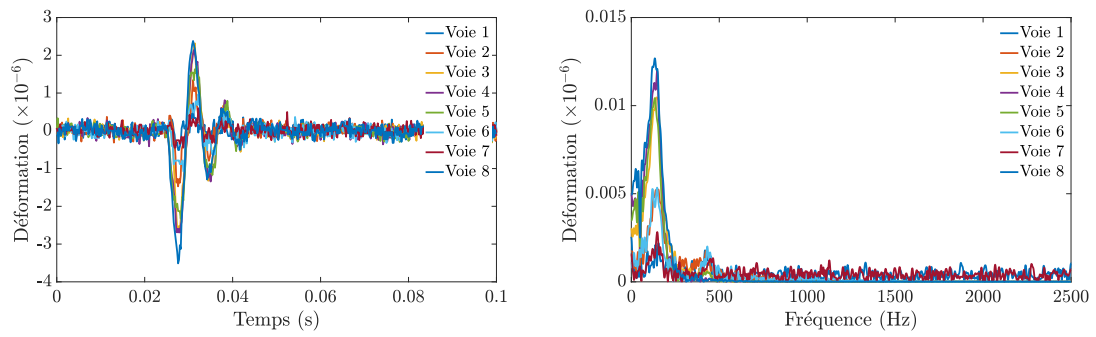 3
2
1
0
-1
-2
-3
-4
Déformation (×10⁻⁶)
0
0.02
0.04
0.06
0.08
0.1
Temps (s)
Voie 1
Voie 2
Voie 3
Voie 4
Voie 5
Voie 6
Voie 7
Voie 8
0.015
0.01
0.005
0
Déformation (×10⁻⁶)
0
500
1000
1500
2000
2500
Fréquence (Hz)
Voie 1
Voie 2
Voie 3
Voie 4
Voie 5
Voie 6
Voie 7
Voie 8